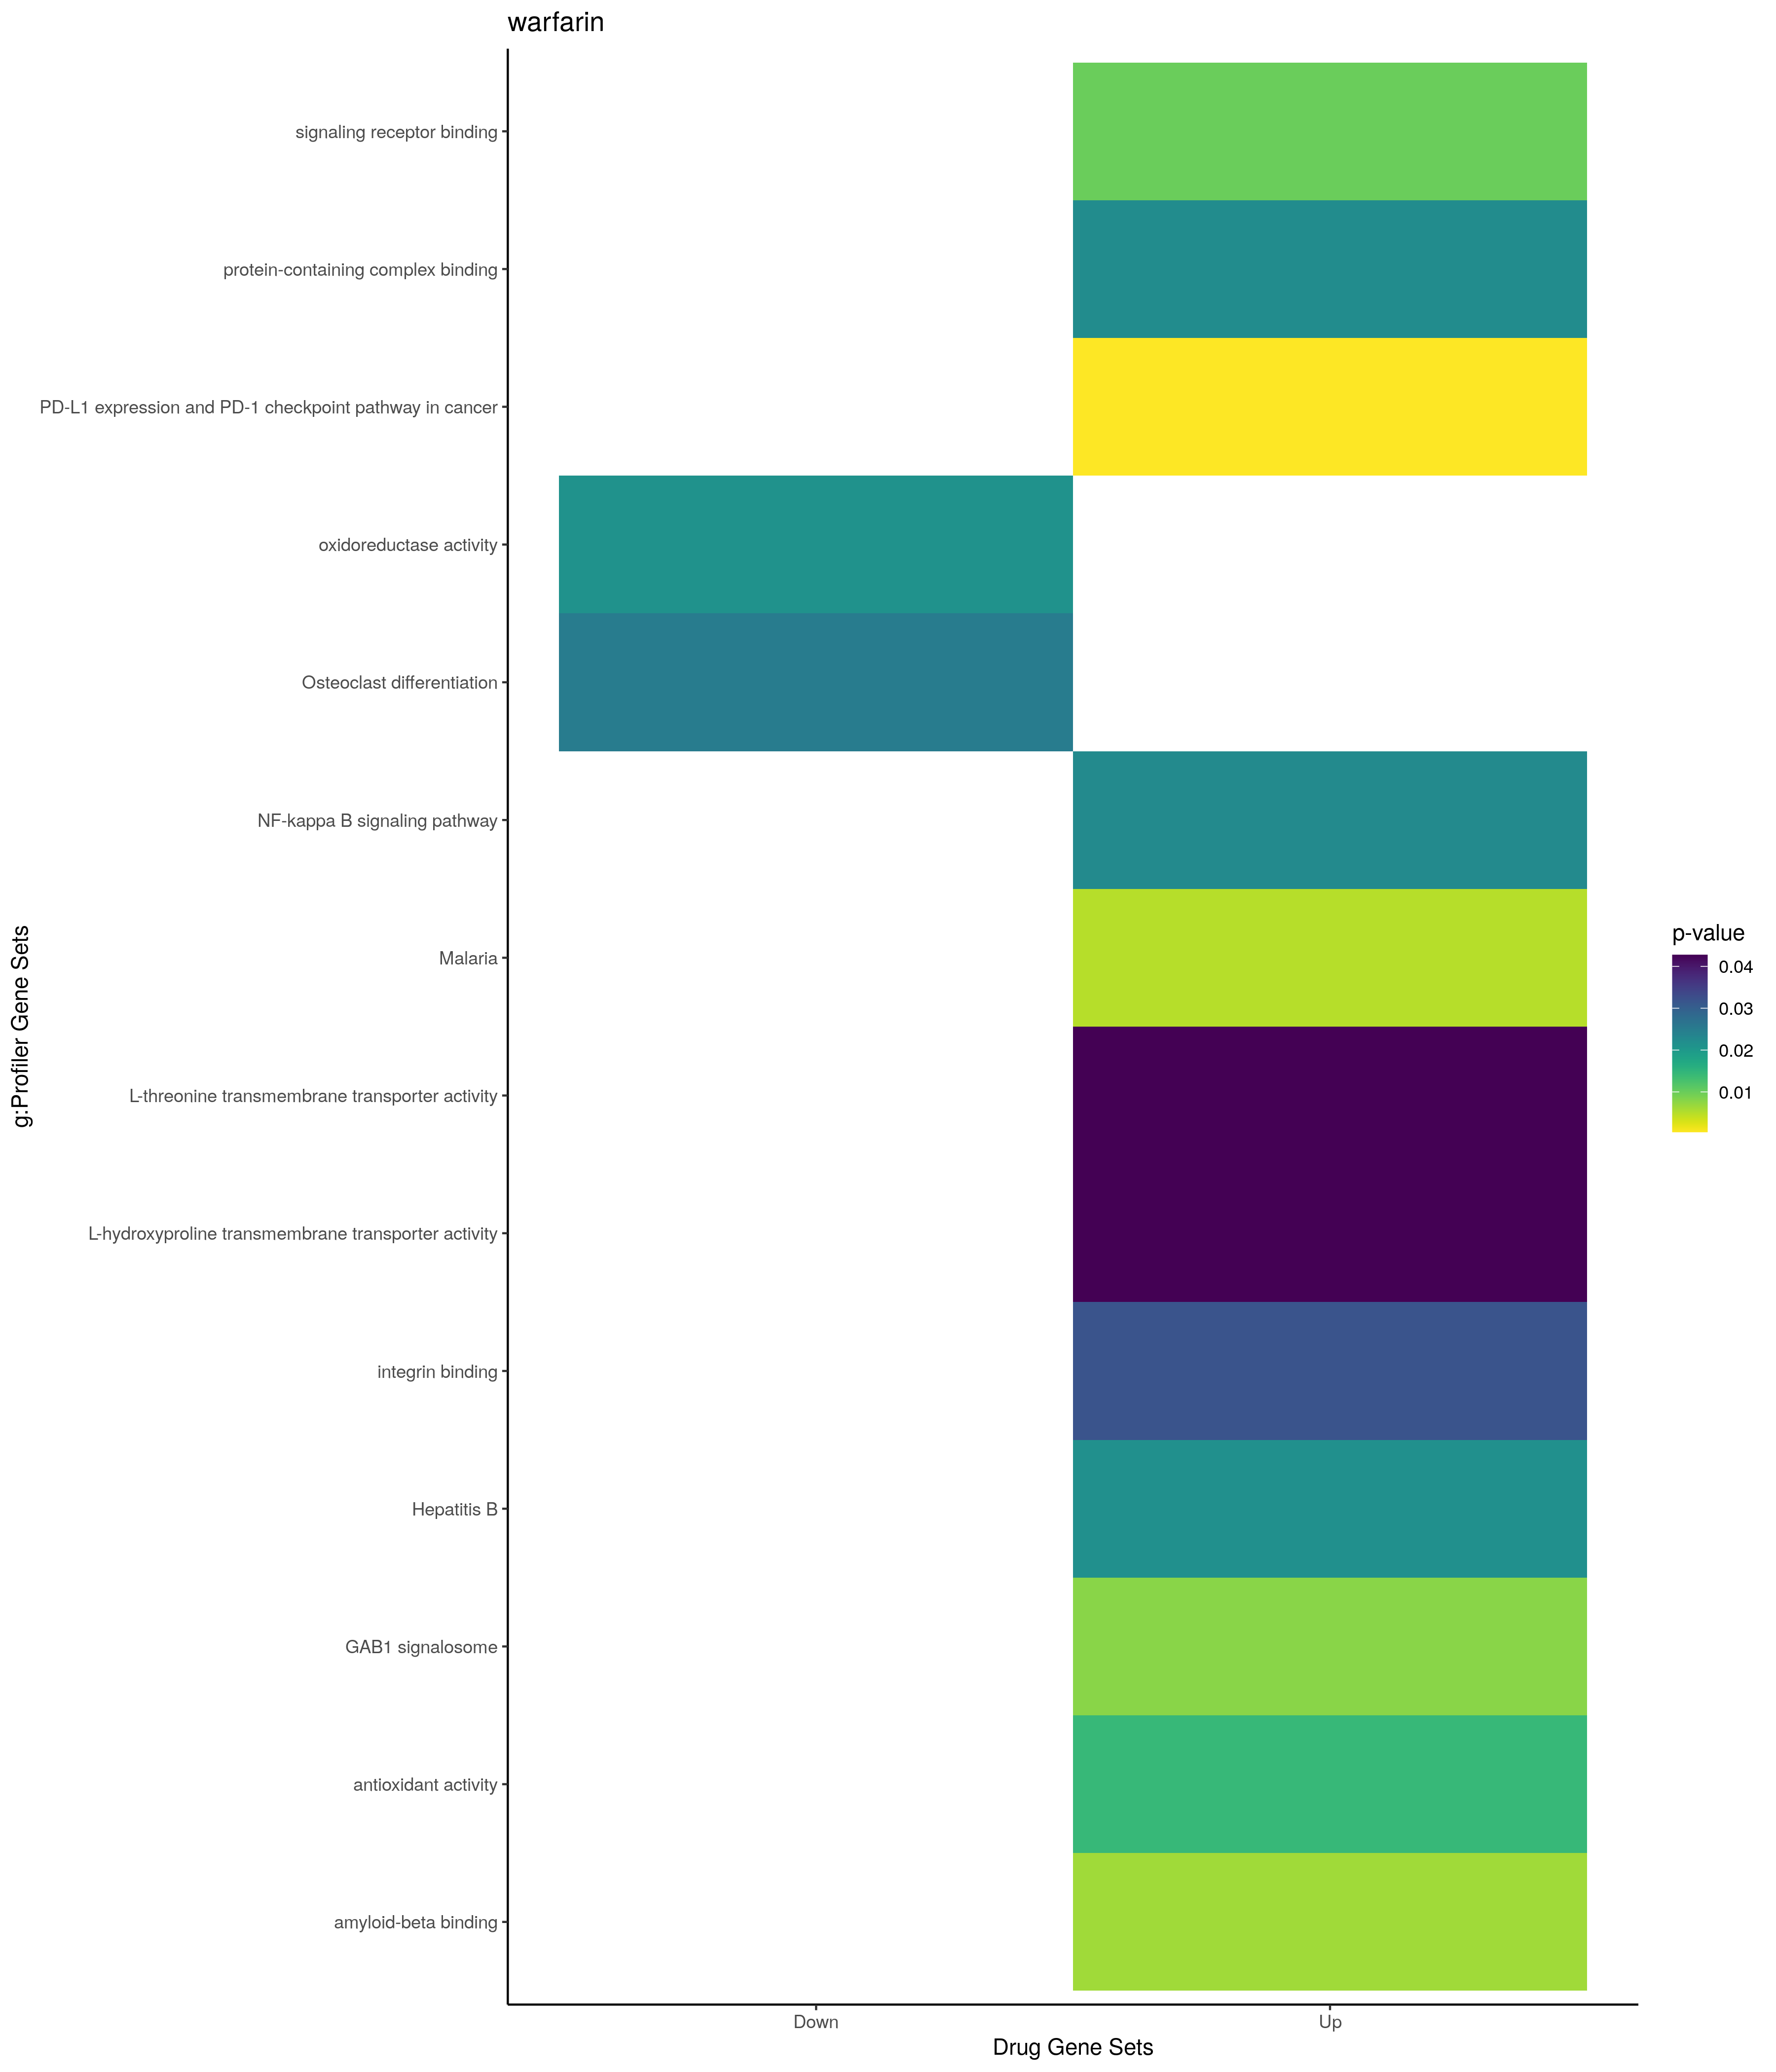 warfarin
signaling receptor binding
protein-containing complex binding
PD-L1 expression and PD-1 checkpoint pathway in cancer
oxidoreductase activity
Osteoclast differentiation
NF-kappa B signaling pathway
Malaria
L-threonine transmembrane transporter activity
L-hydroxyproline transmembrane transporter activity
integrin binding
Hepatitis B
GAB1 signalosome
antioxidant activity
amyloid-beta binding
g:Profiler Gene Sets
Down
Up
Drug Gene Sets
p-value
0.04
0.03
0.02
0.01